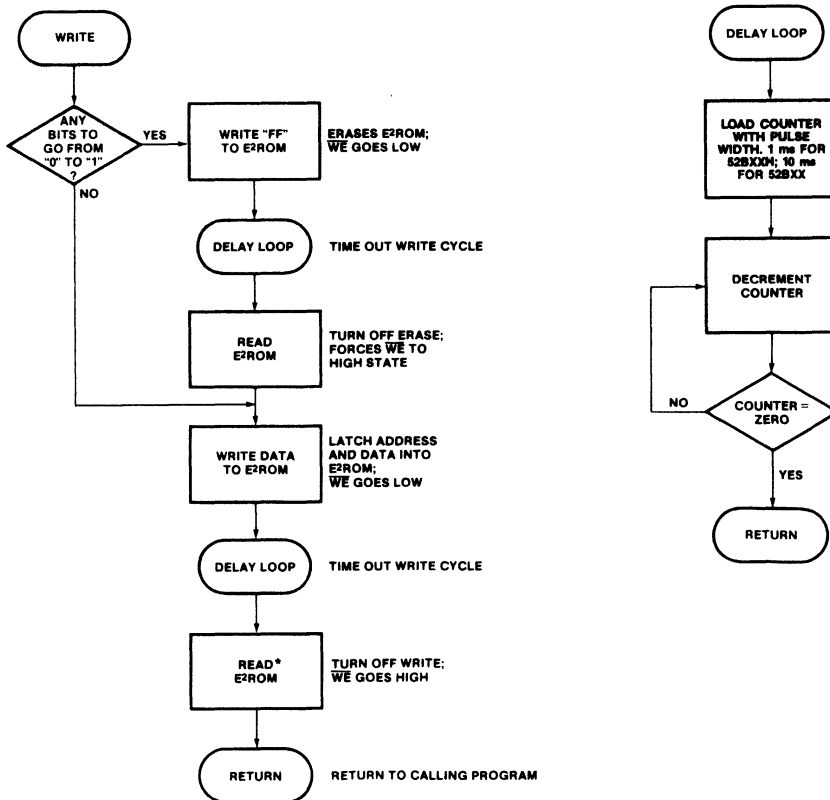 WRITE
ANY
BITS TO
GO FROM
"0" TO "1"
?
YES
NO
WRITE "FF"
TO E²ROM
ERASES E²ROM;
WE GOES LOW
DELAY LOOP
TIME OUT WRITE CYCLE
READ
E²ROM
TURN OFF ERASE;
FORCES WE TO
HIGH STATE
WRITE DATA
TO E²ROM
LATCH ADDRESS
AND DATA INTO
E²ROM;
WE GOES LOW
DELAY LOOP
TIME OUT WRITE CYCLE
READ*
E²ROM
TURN OFF WRITE;
WE GOES HIGH
RETURN
RETURN TO CALLING PROGRAM
DELAY LOOP
LOAD COUNTER
WITH PULSE
WIDTH. 1 ms FOR
52BXXH; 10 ms
FOR 52BXX
DECREMENT
COUNTER
COUNTER =
ZERO
NO
YES
RETURN